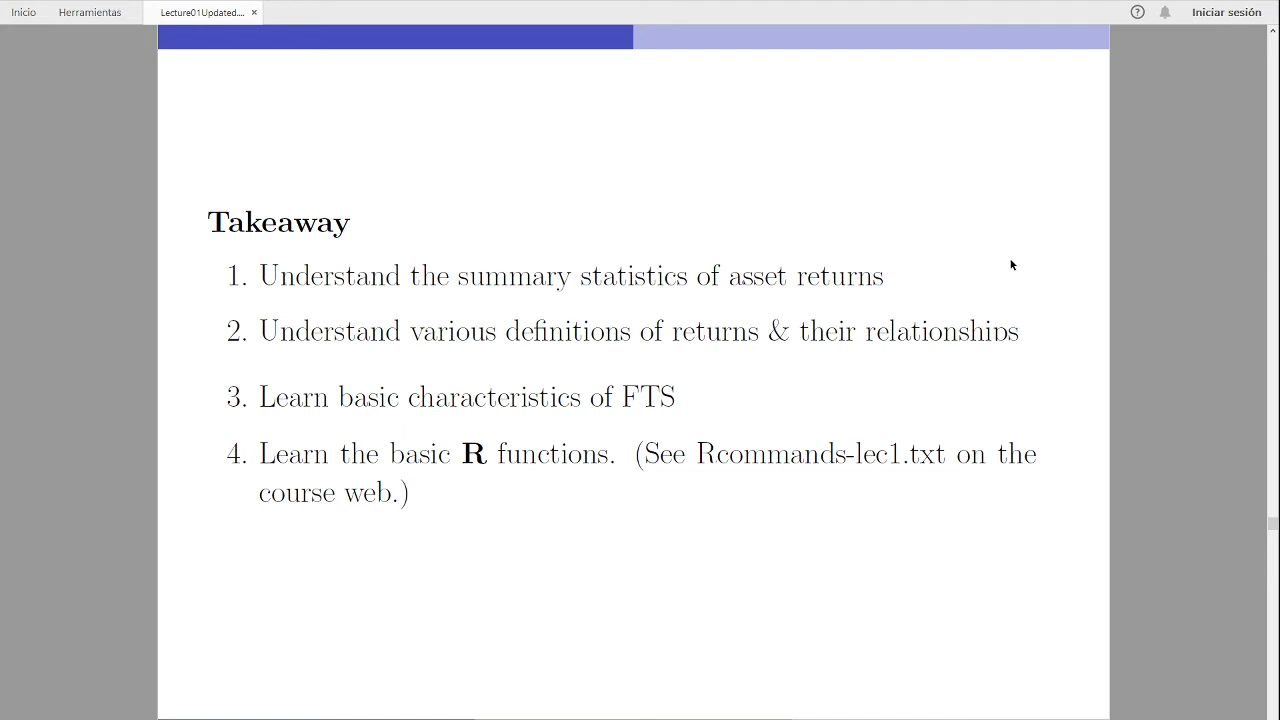 Inicio Herramientas Lecture01Updated.... × ? Iniciar sesión
Takeaway
1. Understand the summary statistics of asset returns
2. Understand various definitions of returns & their relationships
3. Learn basic characteristics of FTS
4. Learn the basic R functions. (See Rcommands-lec1.txt on the
course web.)